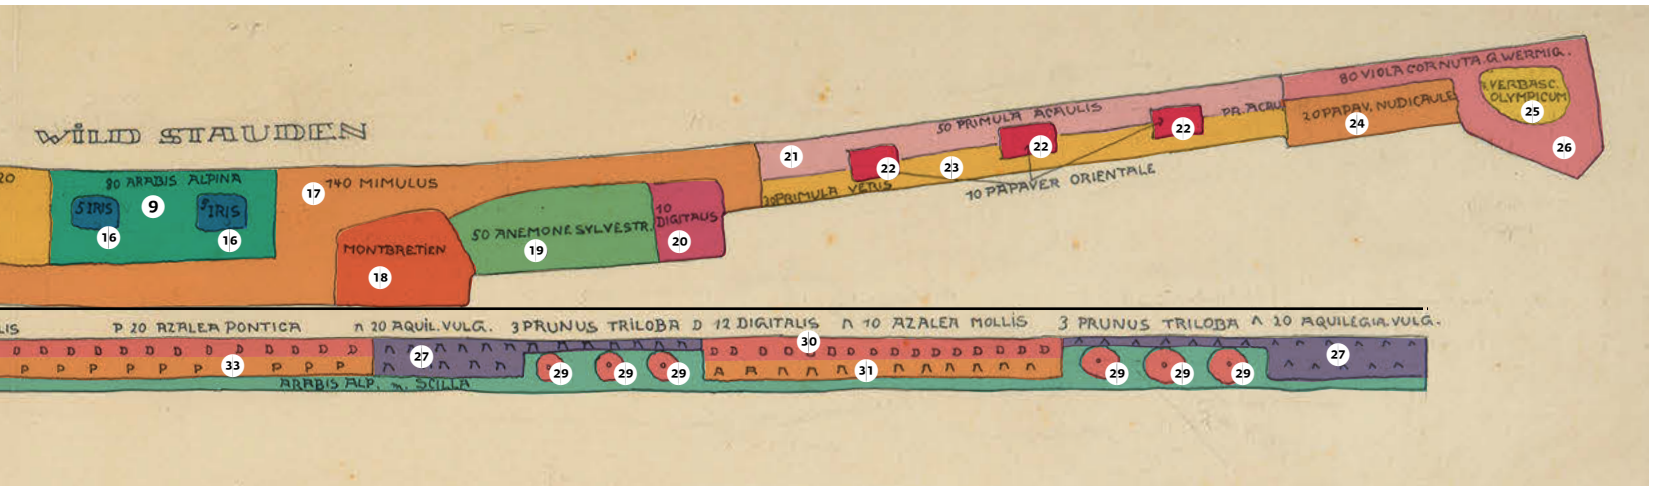 WILD STAUDEN
20
80 ARABIS ALPINA
5 IRIS
9
5 IRIS
16
16
140 MIMULUS
17
MONTBRETIEN
18
50 ANEMONE SYLVESTR.
19
10
DIGITALIS
20
50 PRIMULA ACAULIS
PR. ACAU
21
22
22
22
23
PRIMULA VERIS
10 PAPAVER ORIENTALE
80 VIOLA CORNUTA. G. WERMIG.
20 PAPAV. NUDICAULE
24
VERBASC.
OLYMPICUM
25
26
LIS P 20 AZALEA PONTICA ∩ 20 AQUIL. VULG. 3 PRUNUS TRILOBA D 12 DIGITALIS ∩ 10 AZALEA MOLLIS 3 PRUNUS TRILOBA ∧ 20 AQUILEGIA. VULG.
D D D D D D D D D D D D D
P P P P P P P P P P
33
27
29
29
29
30
31
29
29
29
27
ARABIS ALP. m. SCILLA